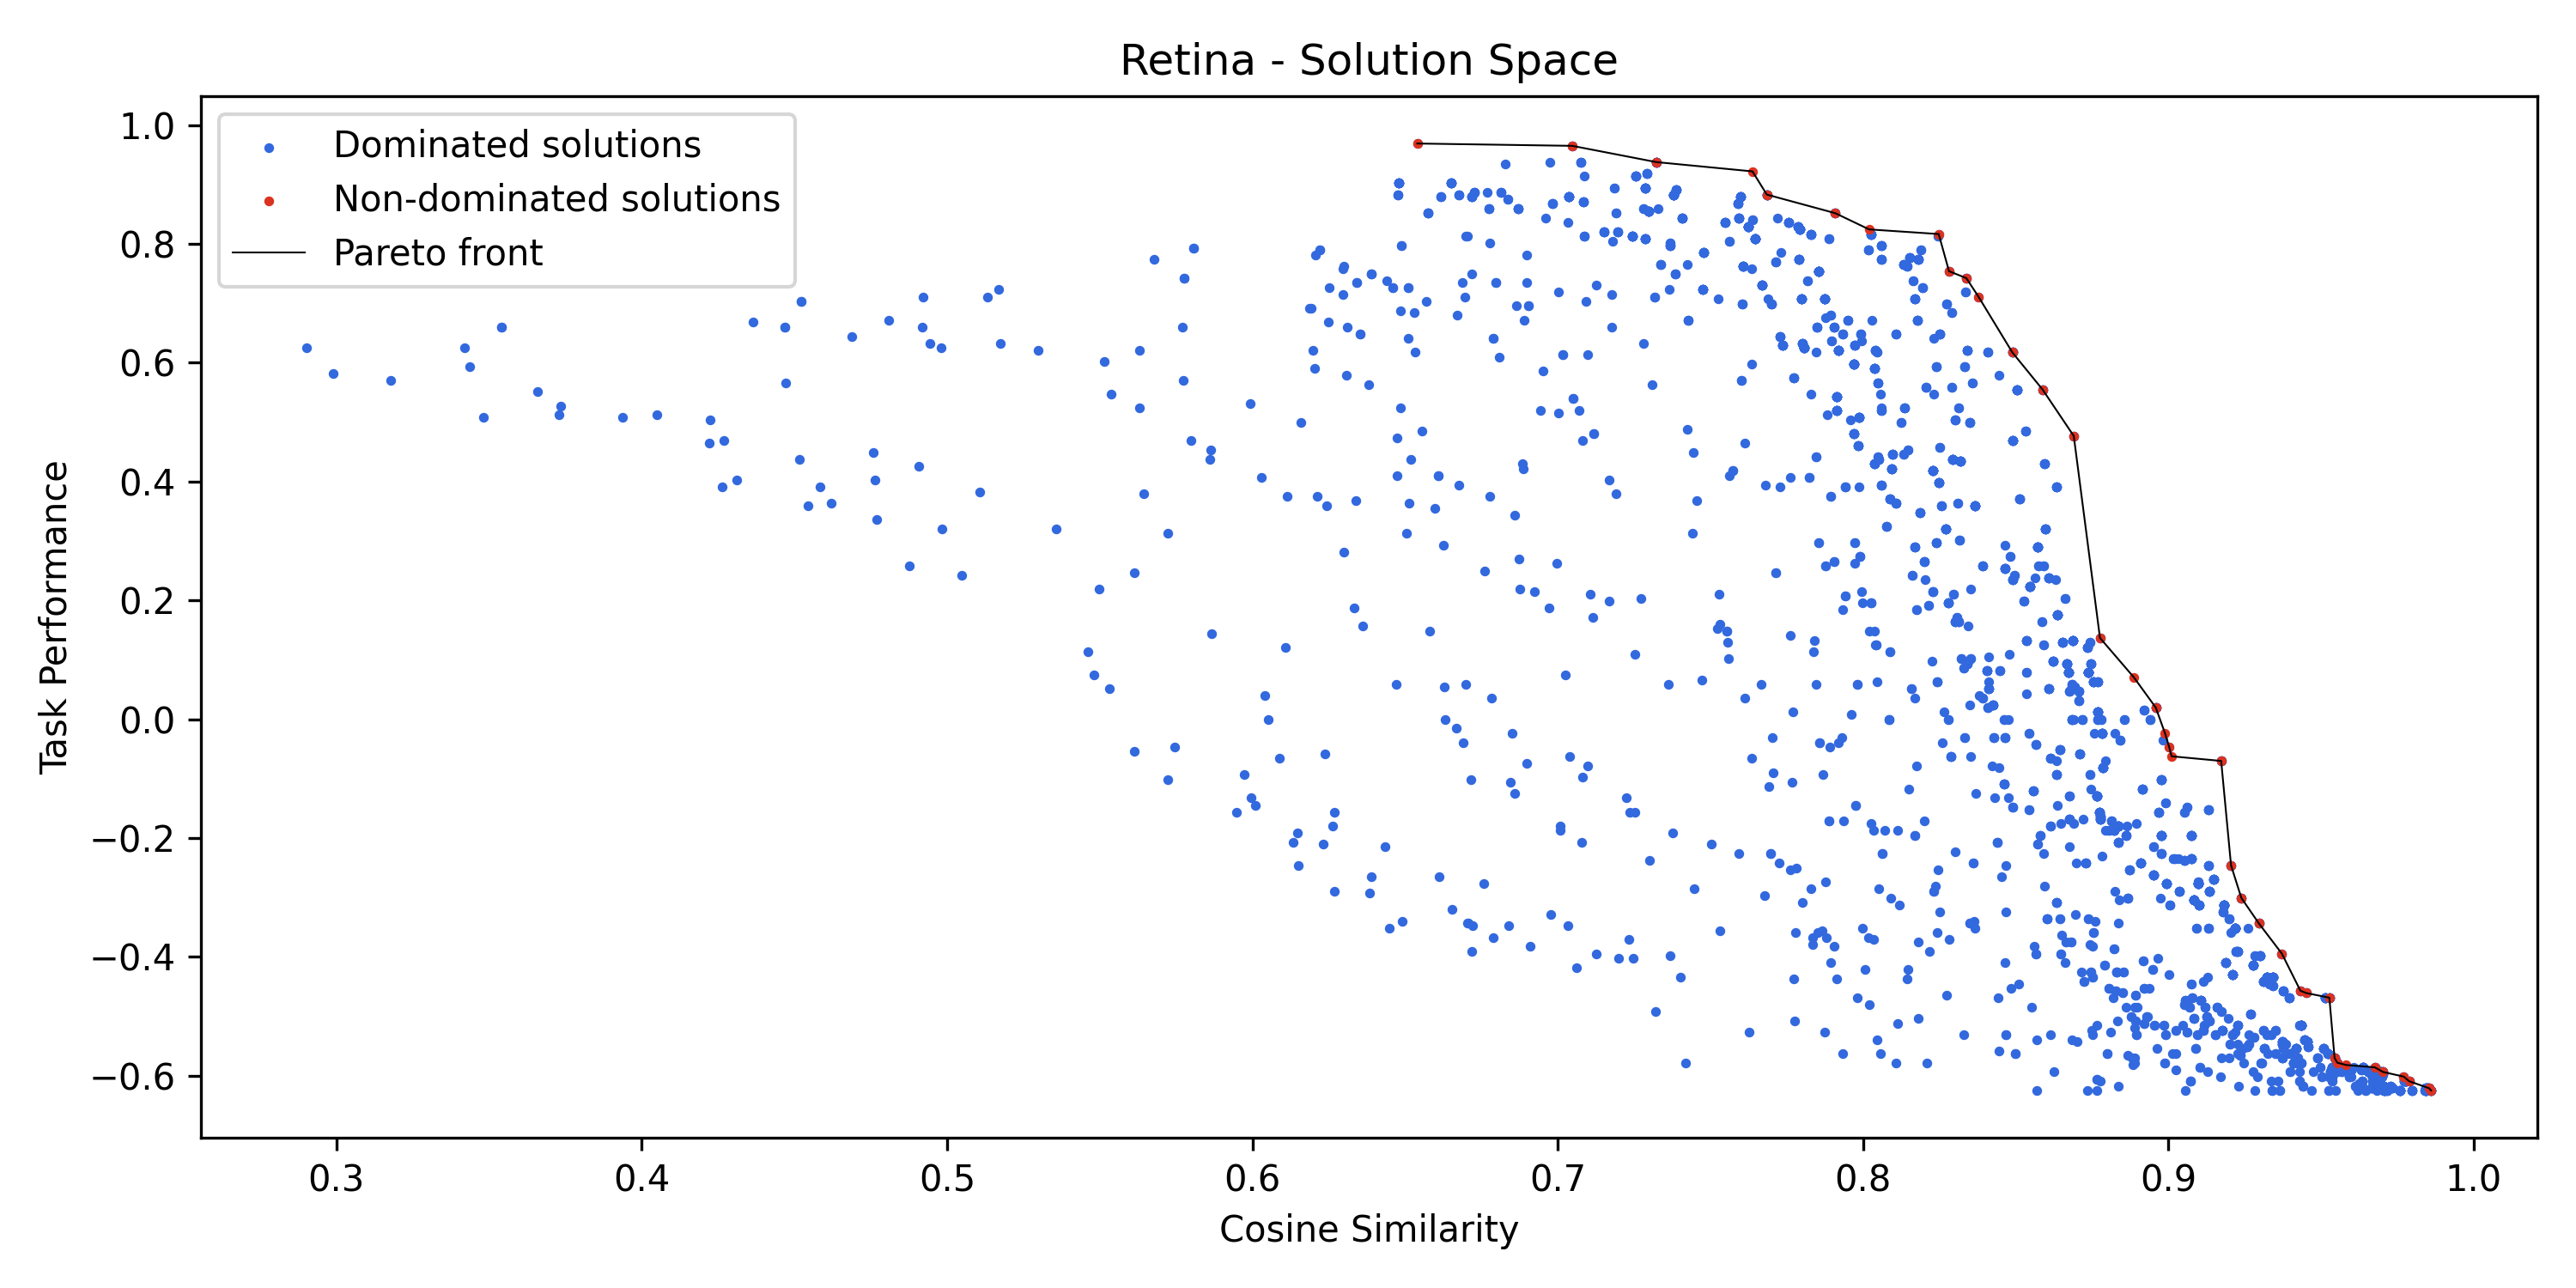 Retina - Solution Space
Dominated solutions
Non-dominated solutions
Pareto front
Task Performance
1.0
0.8
0.6
0.4
0.2
0.0
−0.2
−0.4
−0.6
0.3 0.4 0.5 0.6 0.7 0.8 0.9 1.0
Cosine Similarity